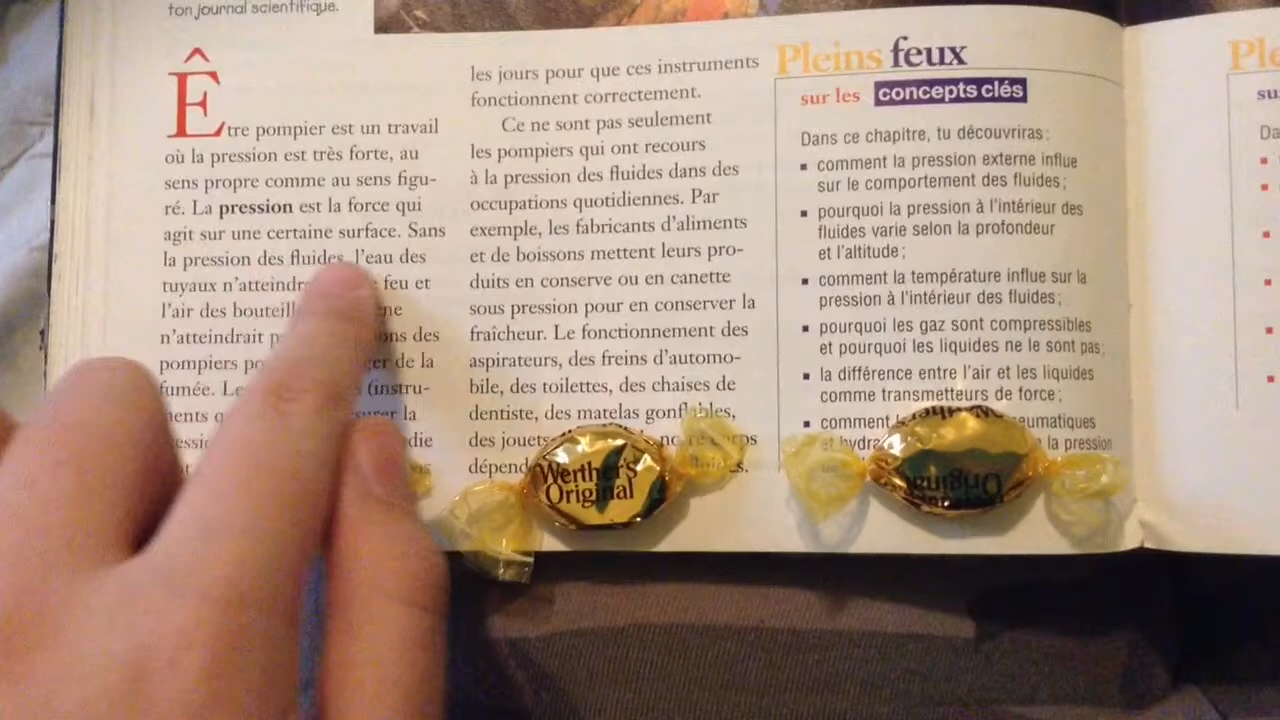 ton journal scientifique.
Être pompier est un travail
où la pression est très forte, au
sens propre comme au sens figu-
ré. La pression est la force qui
agit sur une certaine surface. Sans
la pression des fluides, l'eau des
tuyaux feu et
l'air des
n'atteindrait des
pompiers de la
fumée. (instru-
la
les jours pour que ces instruments
fonctionnent correctement.
Ce ne sont pas seulement
les pompiers qui ont recours
à la pression des fluides dans des
occupations quotidiennes. Par
exemple, les fabricants d'aliments
et de boissons mettent leurs pro-
duits en conserve ou en canette
sous pression pour en conserver la
fraîcheur. Le fonctionnement des
aspirateurs, des freins d'automo-
bile, des toilettes, des chaises de
dentiste, des matelas gonflables,
des jouets
Pleins feux
sur les concepts clés
Dans ce chapitre, tu découvriras:
▪ comment la pression externe influe
sur le comportement des fluides;
▪ pourquoi la pression à l'intérieur des
fluides varie selon la profondeur
et l'altitude;
▪ comment la température influe sur la
pression à l'intérieur des fluides;
▪ pourquoi les gaz sont compressibles
et pourquoi les liquides ne le sont pas;
▪ la différence entre l'air et les liquides
comme transmetteurs de force;
▪ comment
et la pression
Werther's
Original
Werther's
Original